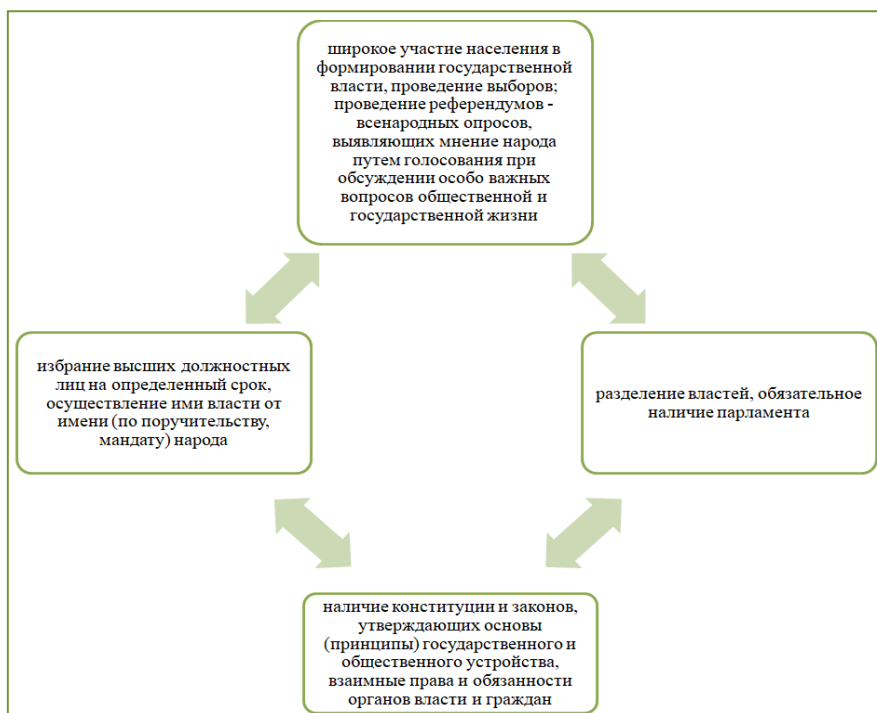 широкое участие населения в
формировании государственной
власти, проведение выборов;
проведение референдумов -
всенародных опросов,
выявляющих мнение народа
путем голосования при
обсуждении особо важных
вопросов общественной и
государственной жизни
избрание высших должностных
лиц на определенный срок,
осуществление ими власти от
имени (по поручительству,
мандату) народа
разделение властей, обязательное
наличие парламента
наличие конституции и законов,
утверждающих основы
(принципы) государственного и
общественного устройства,
взаимные права и обязанности
органов власти и граждан